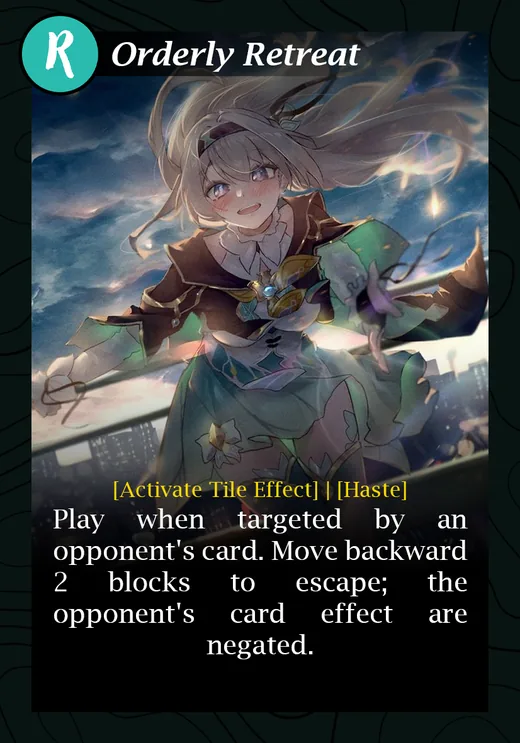 R
Orderly Retreat
[Activate Tile Effect] | [Haste]
Play when targeted by an
opponent's card. Move backward
2 blocks to escape; the
opponent's card effect are
negated.